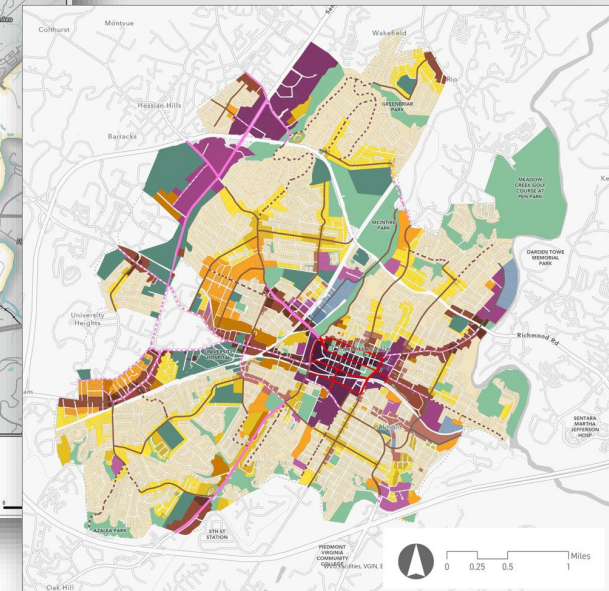 Colthurst
Montvue
Wakefield
Rio
Hessian Hills
GREENBRIAR
PARK
Barracks
MEADOW
CREEK GOLF
COURSE AT
PEN PARK
MCINTIRE
PARK
DARDEN TOWE
MEMORIAL
PARK
University
Heights
Richmond Rd
UNIVERSITY
HOSPITAL
SENTARA
MARTHA
JEFFERSON
HOSP
AZALEA PARK
5TH ST
STATION
PIEDMONT
VIRGINIA
COMMUNITY
COLLEGE
Oak Hill
0 0.25 0.5 1 Miles